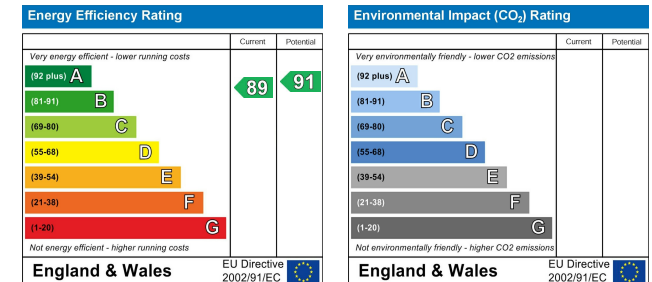 Energy Efficiency Rating
Current Potential
Very energy efficient - lower running costs
(92 plus) A
(81-91) B
(69-80) C
(55-68) D
(39-54) E
(21-38) F
(1-20) G
89
91
Not energy efficient - higher running costs
England & Wales
EU Directive
2002/91/EC
Environmental Impact (CO₂) Rating
Current Potential
Very environmentally friendly - lower CO2 emissions
(92 plus) A
(81-91) B
(69-80) C
(55-68) D
(39-54) E
(21-38) F
(1-20) G
Not environmentally friendly - higher CO2 emissions
England & Wales
EU Directive
2002/91/EC